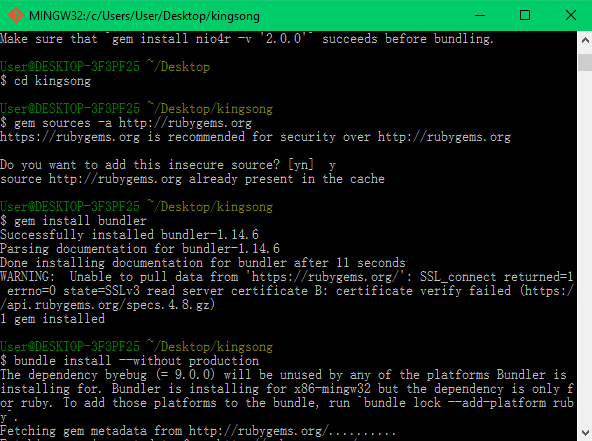 MINGW32:/c/Users/User/Desktop/kingsong
Make sure that `gem install nio4r -v '2.0.0'` succeeds before bundling.
User@DESKTOP-3F3PF25 ~/Desktop
$ cd kingsong
User@DESKTOP-3F3PF25 ~/Desktop/kingsong
$ gem sources -a http://rubygems.org
https://rubygems.org is recommended for security over http://rubygems.org
Do you want to add this insecure source? [yn]  y
source http://rubygems.org already present in the cache
User@DESKTOP-3F3PF25 ~/Desktop/kingsong
$ gem install bundler
Successfully installed bundler-1.14.6
Parsing documentation for bundler-1.14.6
Done installing documentation for bundler after 11 seconds
WARNING:  Unable to pull data from 'https://rubygems.org/': SSL_connect returned=1
 errno=0 state=SSLv3 read server certificate B: certificate verify failed (https:/
/api.rubygems.org/specs.4.8.gz)
1 gem installed
User@DESKTOP-3F3PF25 ~/Desktop/kingsong
$ bundle install --without production
The dependency byebug (= 9.0.0) will be unused by any of the platforms Bundler is
installing for. Bundler is installing for x86-mingw32 but the dependency is only f
or ruby. To add those platforms to the bundle, run `bundle lock --add-platform rub
y`.
Fetching gem metadata from http://rubygems.org/..........